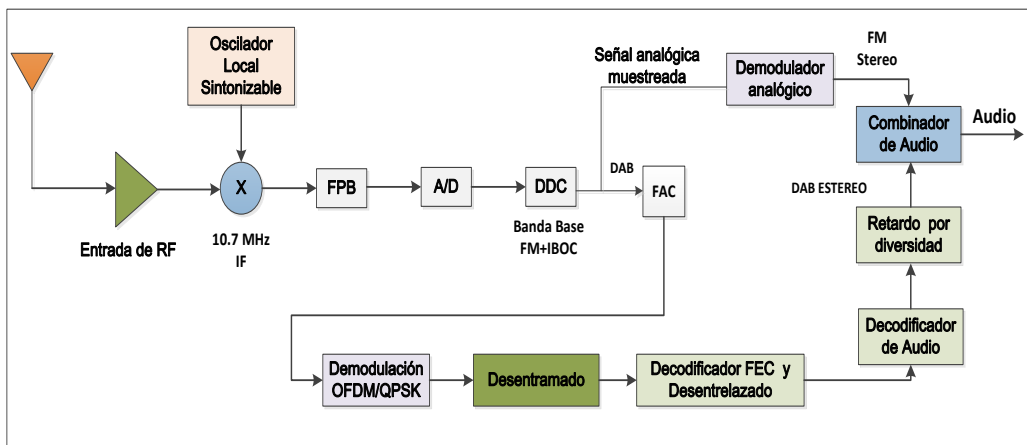 Oscilador
Local
Sintonizable
Entrada de RF
X
10.7 MHz
IF
FPB
A/D
DDC
Banda Base
FM+IBOC
Señal analógica
muestreada
DAB
FAC
Demodulador
analógico
FM
Stereo
Combinador
de Audio
Audio
DAB ESTEREO
Retardo por
diversidad
Decodificador
de Audio
Demodulación
OFDM/QPSK
Desentramado
Decodificador FEC y
Desentrelazado